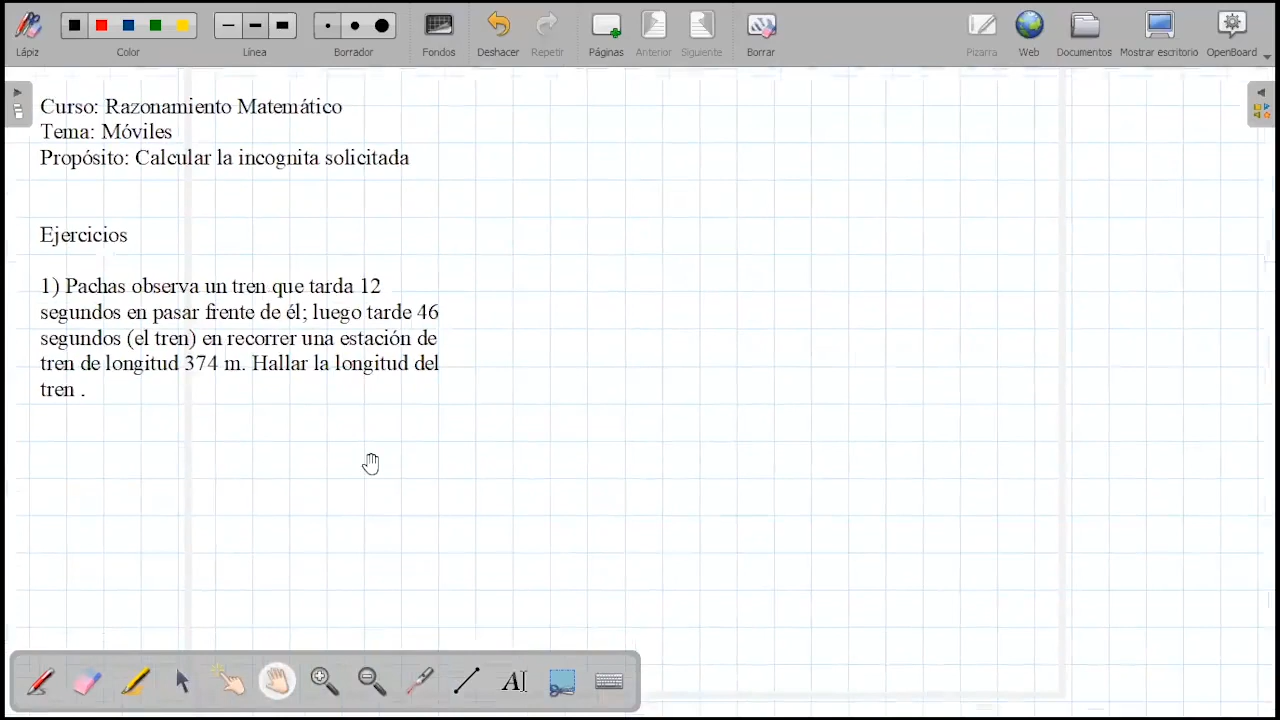 Lápiz
Color
Línea
Borrador
Fondos
Deshacer
Repetir
Páginas
Anterior
Siguiente
Borrar
Pizarra
Web
Documentos
Mostrar escritorio
OpenBoard
Curso: Razonamiento Matemático
Tema: Móviles
Propósito: Calcular la incognita solicitada
Ejercicios
1) Pachas observa un tren que tarda 12
segundos en pasar frente de él; luego tarde 46
segundos (el tren) en recorrer una estación de
tren de longitud 374 m. Hallar la longitud del
tren .